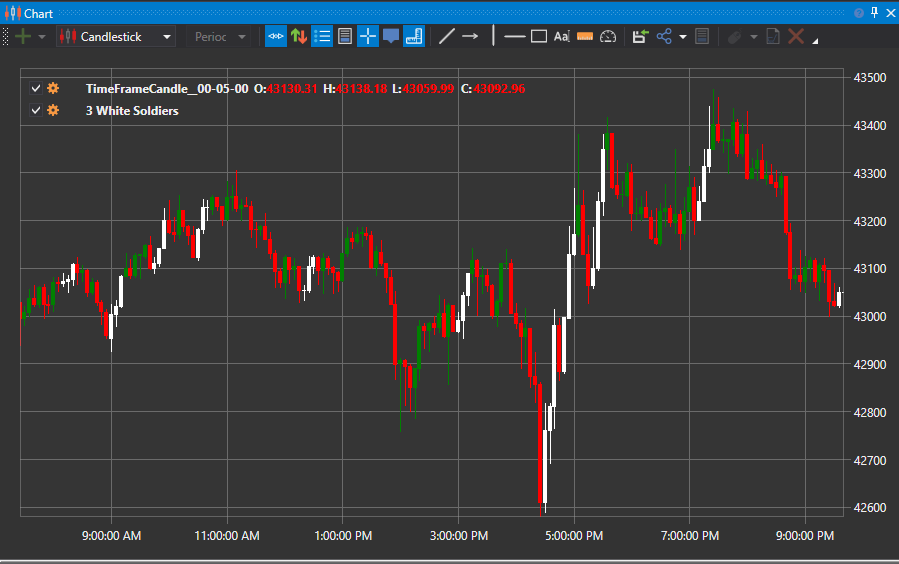 Chart
Candlestick
Perioc
Aa
TimeFrameCandle_00-05-00 O:43130.31 H:43138.18 L:43059.99 C:43092.96
3 White Soldiers
43500
43400
43300
43200
43100
43000
42900
42800
42700
42600
9:00:00 AM 11:00:00 AM 1:00:00 PM 3:00:00 PM 5:00:00 PM 7:00:00 PM 9:00:00 PM